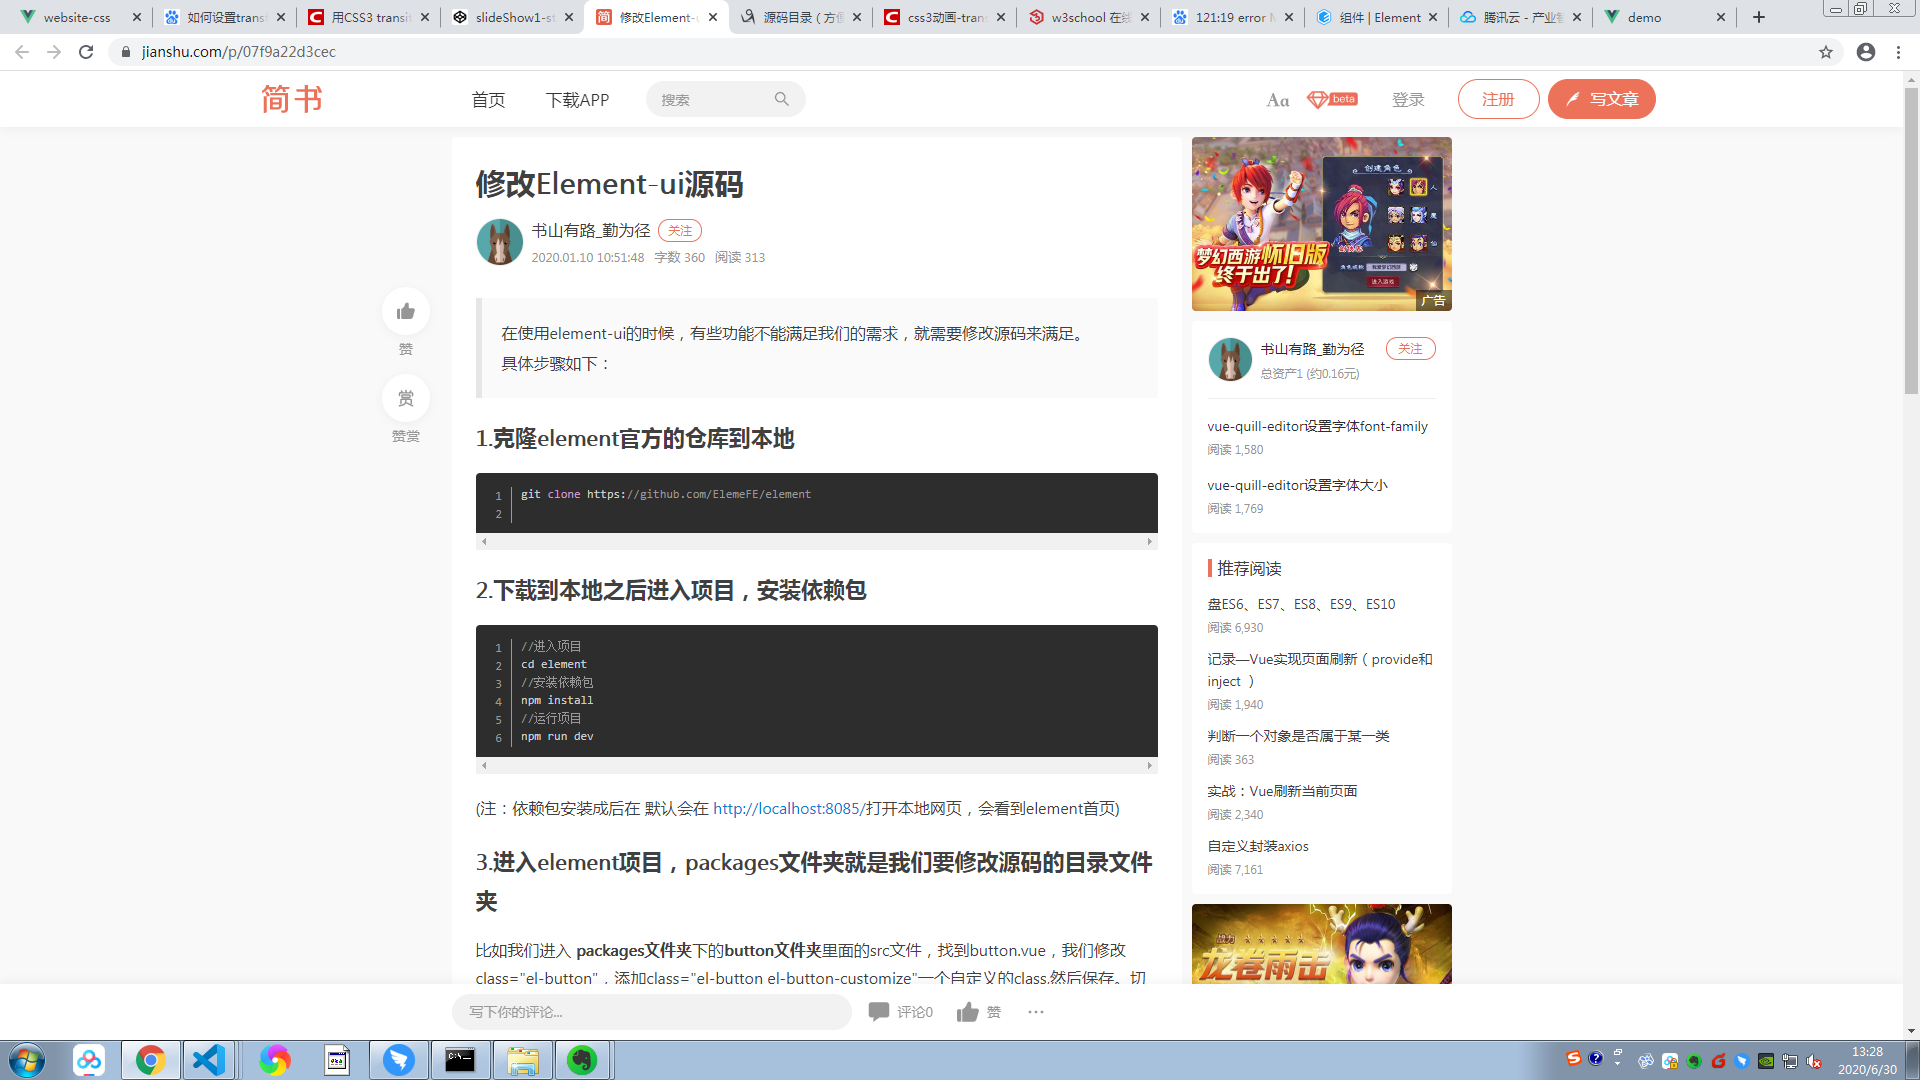 website-css
如何设置trans
用CSS3 transit
slideShow1-st
修改Element-u
源码目录（方便
css3动画-tran
w3school 在线
121:19 error
组件 | Element
腾讯云 - 产业智
demo
jianshu.com/p/07f9a22d3cec
简书
首页
下载APP
搜索
Aa
beta
登录
注册
写文章
修改Element-ui源码
书山有路_勤为径
关注
2020.01.10 10:51:48 字数 360 阅读 313
赞
赏
赞赏
在使用element-ui的时候，有些功能不能满足我们的需求，就需要修改源码来满足。
具体步骤如下：
1.克隆element官方的仓库到本地
1 git clone https://github.com/ElemeFE/element
2
2.下载到本地之后进入项目，安装依赖包
1 //进入项目
2 cd element
3 //安装依赖包
4 npm install
5 //运行项目
6 npm run dev
(注：依赖包安装成后在 默认会在 http://localhost:8085/打开本地网页，会看到element首页)
3.进入element项目，packages文件夹就是我们要修改源码的目录文件
夹
比如我们进入 packages文件夹下的button文件夹里面的src文件，找到button.vue，我们修改
class="el-button"，添加class="el-button el-button-customize"一个自定义的class,然后保存。切
写下你的评论...
评论0
赞
创建角色
梦幻西游怀旧版
终于出了!
进入游戏
广告
书山有路_勤为径
关注
总资产1 (约0.16元)
vue-quill-editor设置字体font-family
阅读 1,580
vue-quill-editor设置字体大小
阅读 1,769
推荐阅读
盘ES6、ES7、ES8、ES9、ES10
阅读 6,930
记录—Vue实现页面刷新（provide和
inject ）
阅读 1,940
判断一个对象是否属于某一类
阅读 363
实战：Vue刷新当前页面
阅读 2,340
自定义封装axios
阅读 7,161
龙卷雨击
13:28
2020/6/30